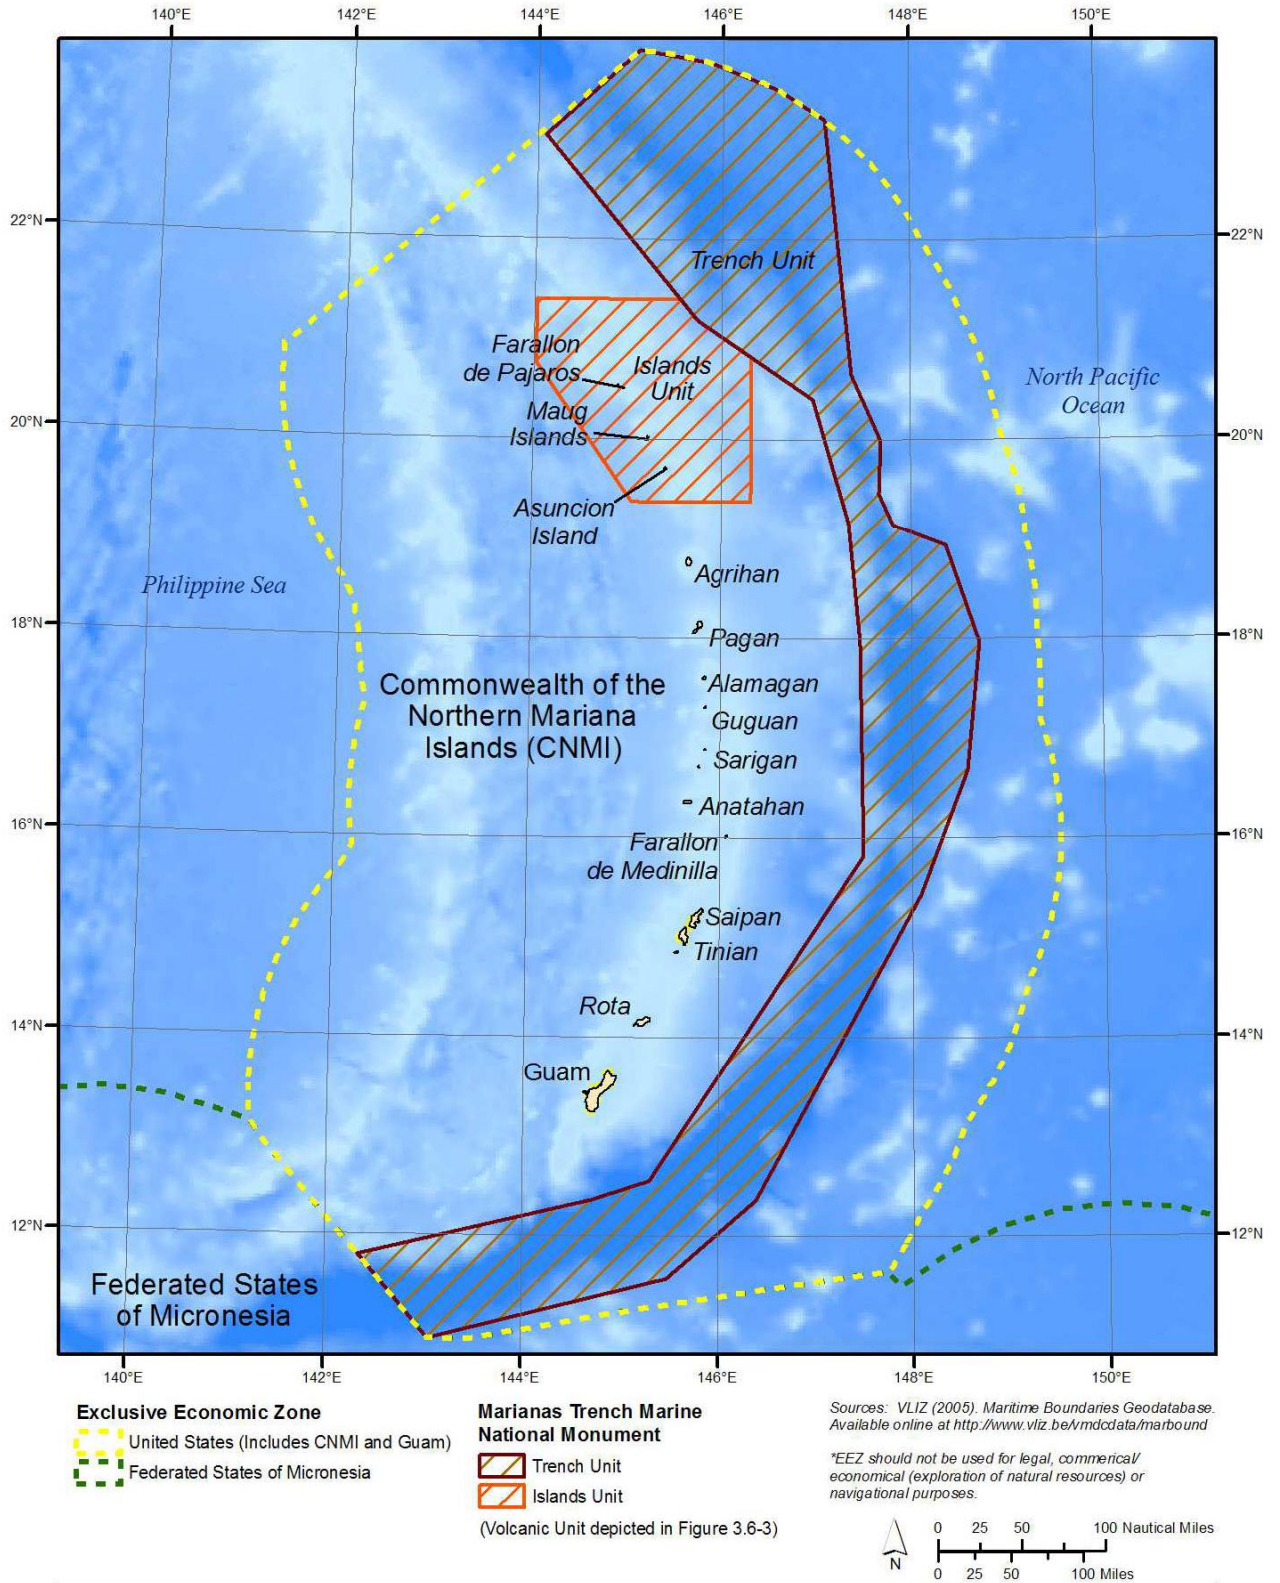 140°E
142°E
144°E
146°E
148°E
150°E
22°N
22°N
Trench Unit
Farallon
de Pajaros
Islands
Unit
North Pacific
Ocean
20°N
20°N
Maug
Islands
Asuncion
Island
Agrihan
Philippine Sea
18°N
18°N
Pagan
Commonwealth of the
Northern Mariana
Islands (CNMI)
Alamagan
Guguan
Sarigan
Anatahan
16°N
16°N
Farallon
de Medinilla
Saipan
Tinian
Rota
14°N
14°N
Guam
12°N
12°N
Federated States
of Micronesia
140°E
142°E
144°E
146°E
148°E
150°E
Exclusive Economic Zone
United States (Includes CNMI and Guam)
Federated States of Micronesia
Marianas Trench Marine
National Monument
Trench Unit
Islands Unit
(Volcanic Unit depicted in Figure 3.6-3)
Sources: VLIZ (2005). Maritime Boundaries Geodatabase.
Available online at http://www.vliz.be/vmdcdata/marbound
*EEZ should not be used for legal, commerical/
economical (exploration of natural resources) or
navigational purposes.
N
0 25 50 100 Nautical Miles
0 25 50 100 Miles